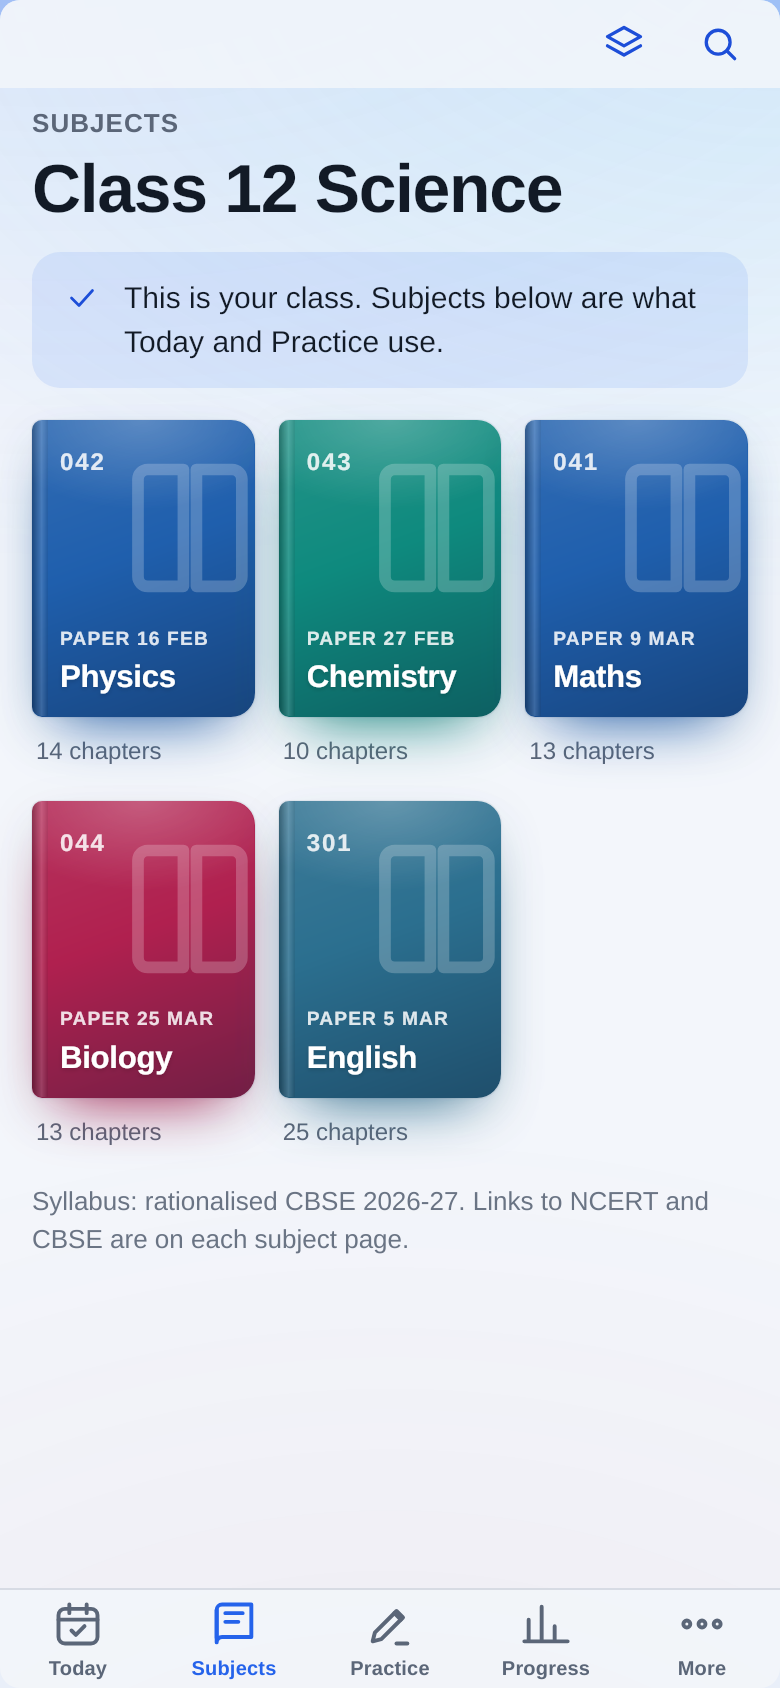 SUBJECTS
Class 12 Science
This is your class. Subjects below are what
Today and Practice use.
042
PAPER 16 FEB
Physics
14 chapters
043
PAPER 27 FEB
Chemistry
10 chapters
041
PAPER 9 MAR
Maths
13 chapters
044
PAPER 25 MAR
Biology
13 chapters
301
PAPER 5 MAR
English
25 chapters
Syllabus: rationalised CBSE 2026-27. Links to NCERT and
CBSE are on each subject page.
Today
Subjects
Practice
Progress
More